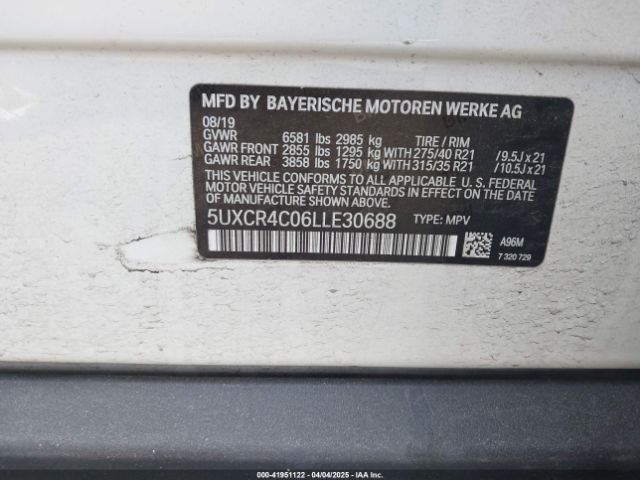 MFD BY BAYERISCHE MOTOREN WERKE AG
08/19
GVWR 6581 lbs 2985 kg TIRE / RIM
GAWR FRONT 2855 lbs 1295 kg WITH 275/40 R21 /9.5J x 21
GAWR REAR 3858 lbs 1750 kg WITH 315/35 R21 /10.5J x 21
THIS VEHICLE CONFORMS TO ALL APPLICABLE U. S. FEDERAL
MOTOR VEHICLE SAFETY STANDARDS IN EFFECT ON THE DATE
OF MANUFACTURE SHOWN ABOVE.
5UXCR4C06LLE30688 TYPE: MPV
A96M
7 320 729
000-41951122 - 04/04/2025 - IAAI.COM